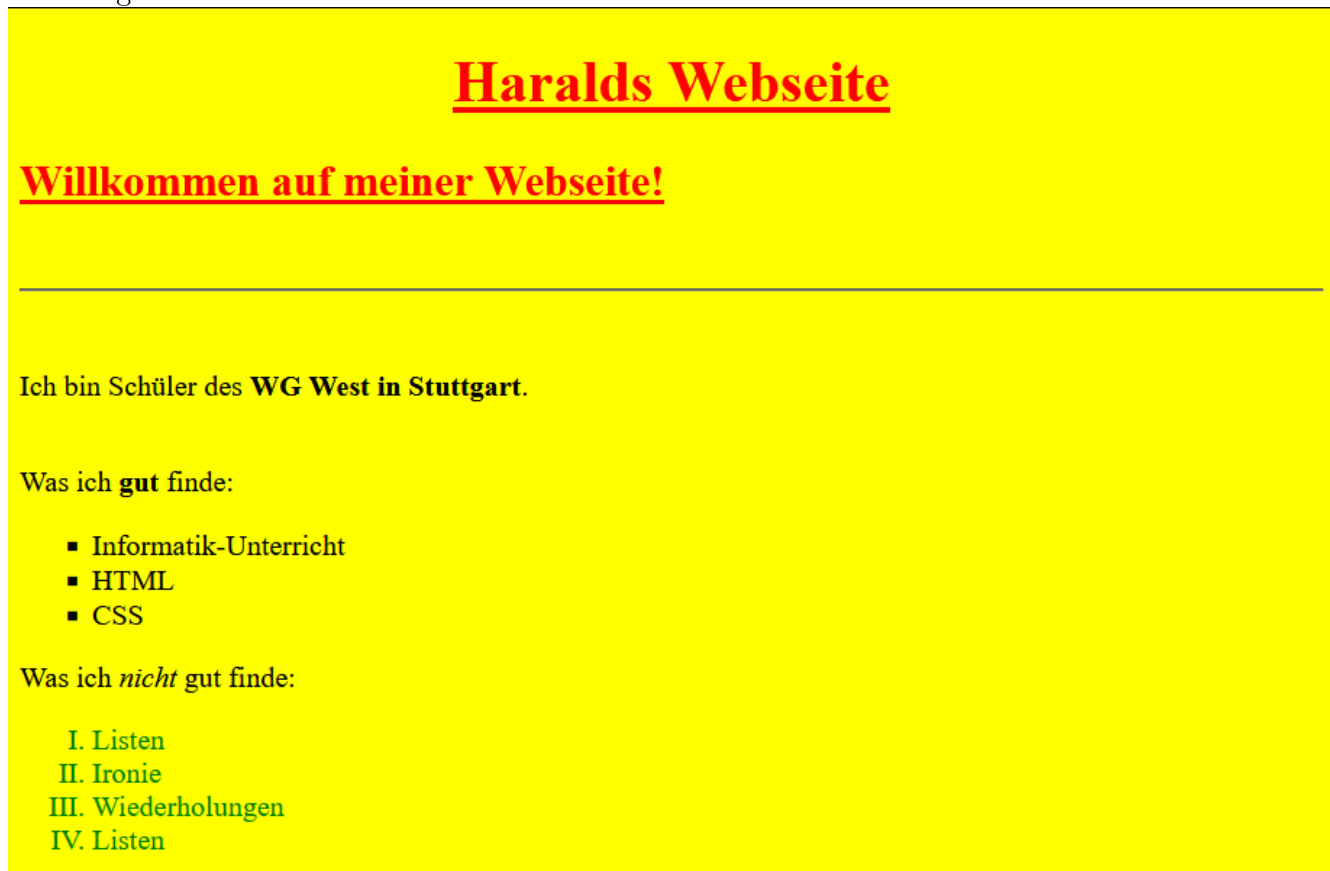 Haralds Webseite
Willkommen auf meiner Webseite!
Ich bin Schüler des WG West in Stuttgart.
Was ich gut finde:
▪ Informatik-Unterricht
▪ HTML
▪ CSS
Was ich nicht gut finde:
I. Listen
II. Ironie
III. Wiederholungen
IV. Listen